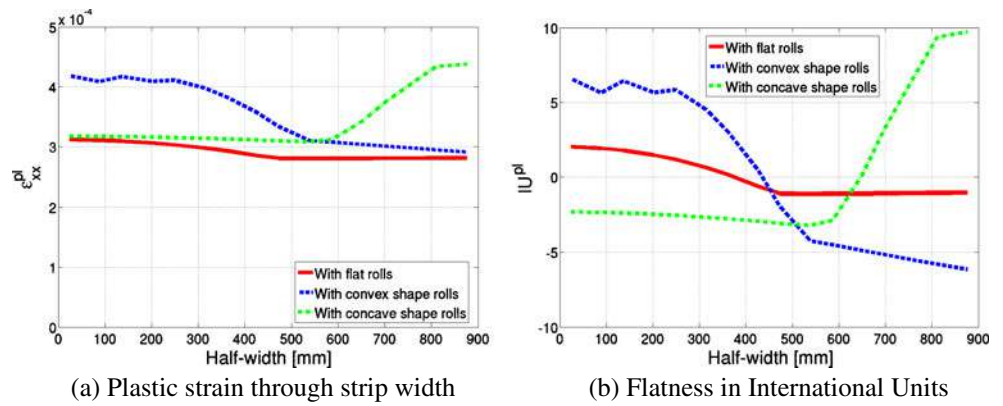 x 10⁻⁴
5
4
3
2
1
0
ε_xx^pl
With flat rolls
With convex shape rolls
With concave shape rolls
0 100 200 300 400 500 600 700 800 900
Half-width [mm]
(a) Plastic strain through strip width
10
5
0
-5
-10
IU^pl
With flat rolls
With convex shape rolls
With concave shape rolls
0 100 200 300 400 500 600 700 800 900
Half-width [mm]
(b) Flatness in International Units